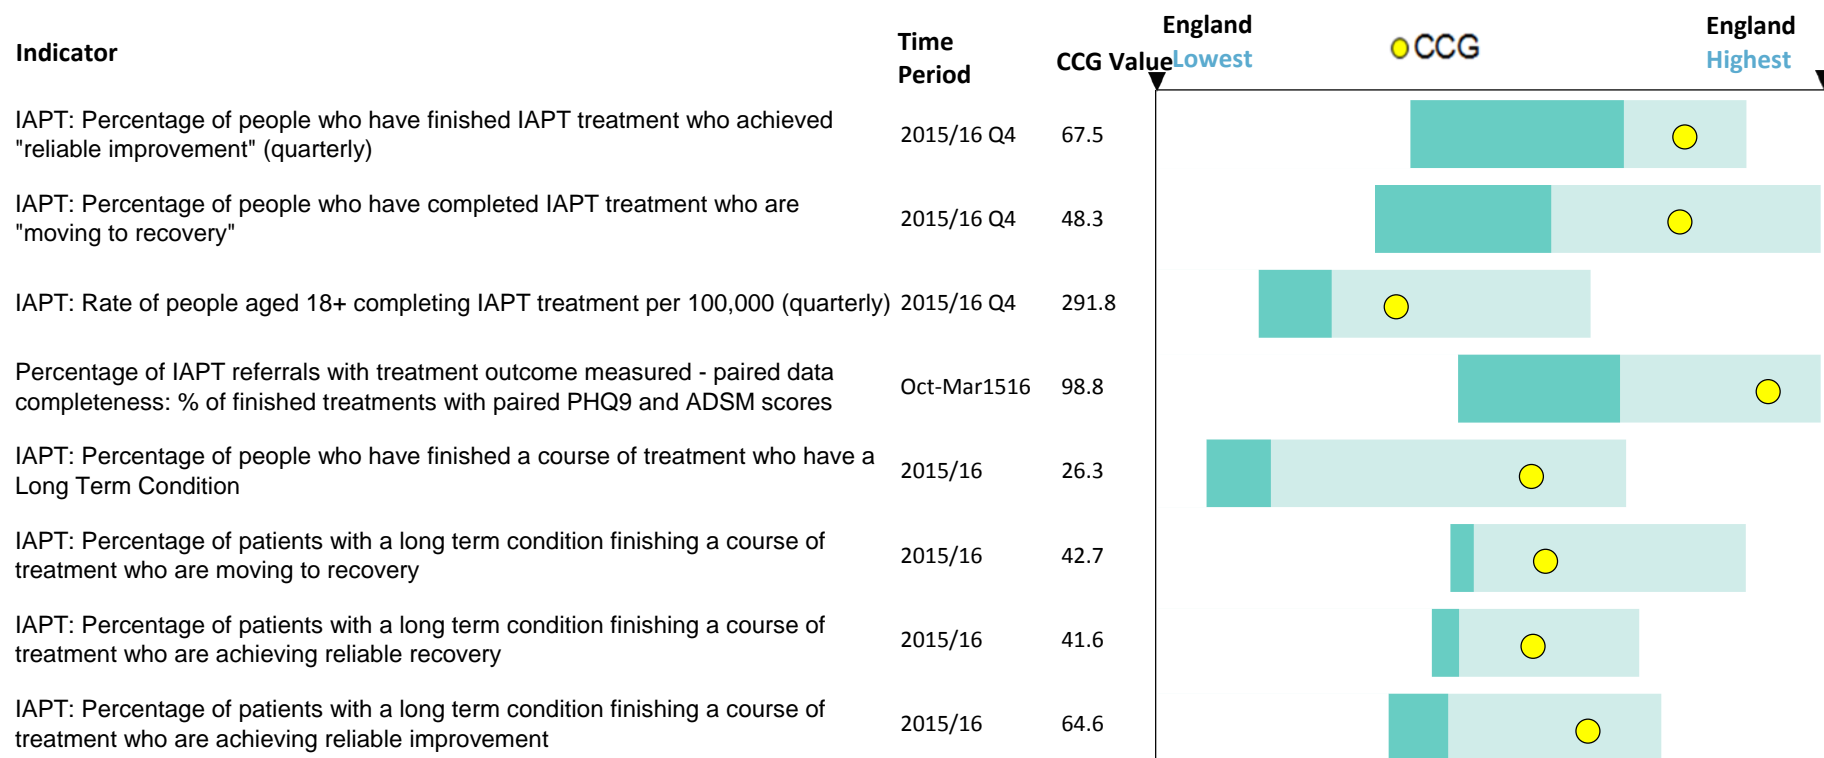 Indicator
Time
Period
CCG Value
England
Lowest
CCG
England
Highest
IAPT: Percentage of people who have finished IAPT treatment who achieved
"reliable improvement" (quarterly)
2015/16 Q4
67.5
IAPT: Percentage of people who have completed IAPT treatment who are
"moving to recovery"
2015/16 Q4
48.3
IAPT: Rate of people aged 18+ completing IAPT treatment per 100,000 (quarterly)
2015/16 Q4
291.8
Percentage of IAPT referrals with treatment outcome measured - paired data
completeness: % of finished treatments with paired PHQ9 and ADSM scores
Oct-Mar1516
98.8
IAPT: Percentage of people who have finished a course of treatment who have a
Long Term Condition
2015/16
26.3
IAPT: Percentage of patients with a long term condition finishing a course of
treatment who are moving to recovery
2015/16
42.7
IAPT: Percentage of patients with a long term condition finishing a course of
treatment who are achieving reliable recovery
2015/16
41.6
IAPT: Percentage of patients with a long term condition finishing a course of
treatment who are achieving reliable improvement
2015/16
64.6